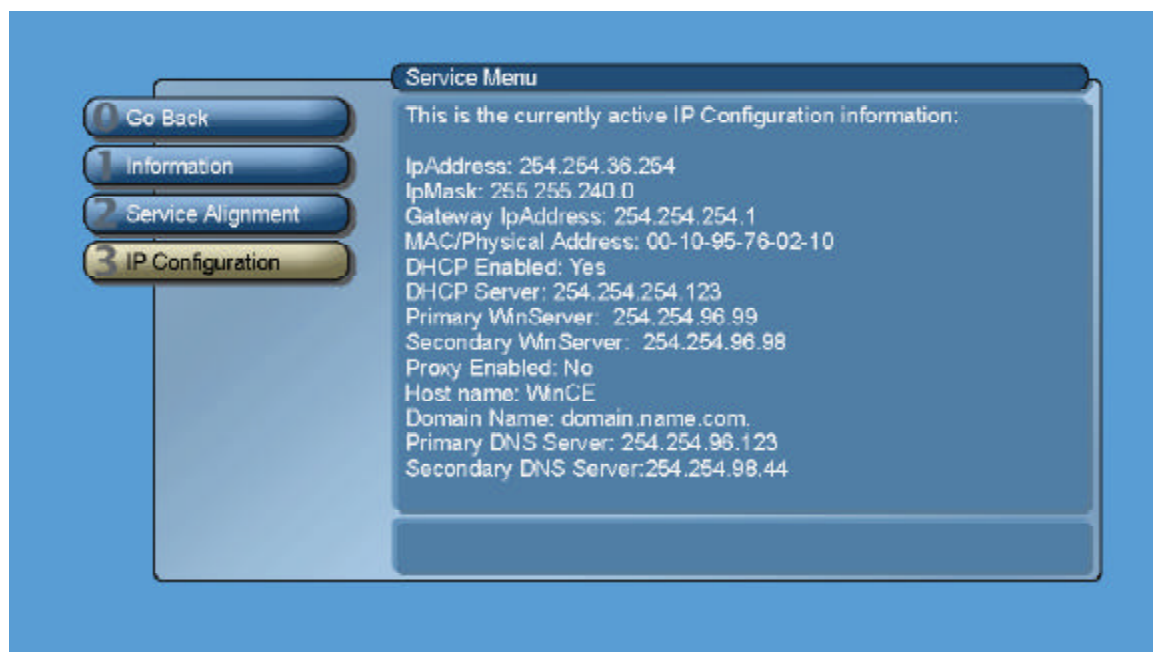 Service Menu
0 Go Back
1 Information
2 Service Alignment
3 IP Configuration
This is the currently active IP Configuration information:
IpAddress: 254.254.36.254
IpMask: 255.255.240.0
Gateway IpAddress: 254.254.254.1
MAC/Physical Address: 00-10-95-76-02-10
DHCP Enabled: Yes
DHCP Server: 254.254.254.123
Primary WinServer: 254.254.96.99
Secondary WinServer: 254.254.96.98
Proxy Enabled: No
Host name: WinCE
Domain Name: domain.name.com.
Primary DNS Server: 254.254.96.123
Secondary DNS Server:254.254.98.44